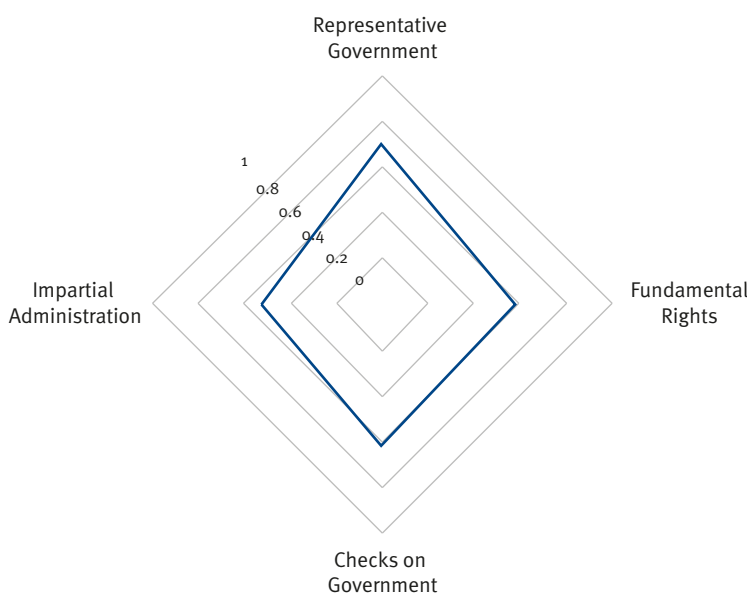 Representative
Government
1
0.8
0.6
0.4
0.2
0
Impartial
Administration
Fundamental
Rights
Checks on
Government